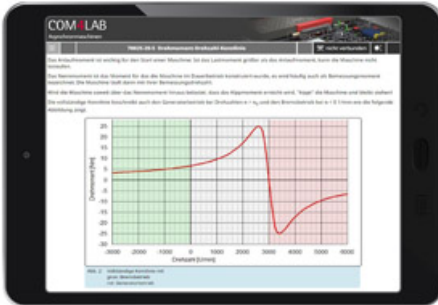 COM LAB
Asynchronmaschinen
Drehmoment-Drehzahl-Kennlinie
nicht verbunden
Das Anlaufmoment ist wichtig für den Start einer Maschine: Ist das Lastmoment größer als das Anlaufmoment, kann die Maschine nicht
anlaufen.
Das Nennmoment ist das Moment für das die Maschine im Dauerbetrieb konstruiert wurde, es wird häufig auch als Bemessungsmoment
bezeichnet. Die Maschine läuft dann mit ihrer Bemessungsdrehzahl.
Wird die Maschine soweit über das Nennmoment hinaus belastet, dass das Kippmoment erreicht wird, "kippt" die Maschine und bleibt stehen!
Die vollständige Kennlinie beschreibt auch den Generatorbetrieb bei Drehzahlen und den Bremsbetrieb bei wie die folgende
Abbildung zeigt.
Drehmoment [Nm]
25
20
15
10
5
0
-5
-10
-15
-20
-25
-30
-3000 -2000 -1000 0 1000 2000 3000 4000 5000 6000
Drehzahl [U/min]
Abb. 2 Vollständige Kennlinie mit
grün: Bremsbetrieb
rot: Generatorbetrieb